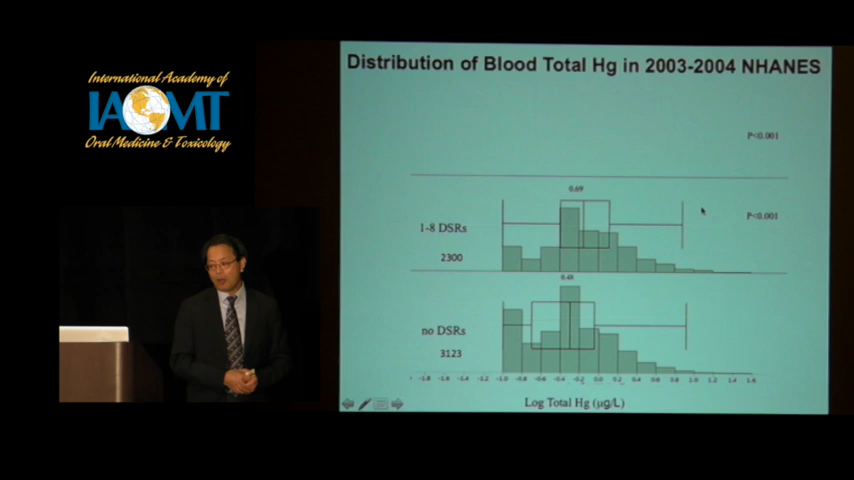 International Academy of
IAOMT
Oral Medicine & Toxicology
Distribution of Blood Total Hg in 2003-2004 NHANES
P<0.001
0.69
1-8 DSRs
P<0.001
2300
0.48
no DSRs
3123
-1.8 -1.6 -1.4 -1.2 -1.0 -0.8 -0.6 -0.4 -0.2 0.0 0.2 0.4 0.6 0.8 1.0 1.2 1.4 1.6
Log Total Hg (µg/L)